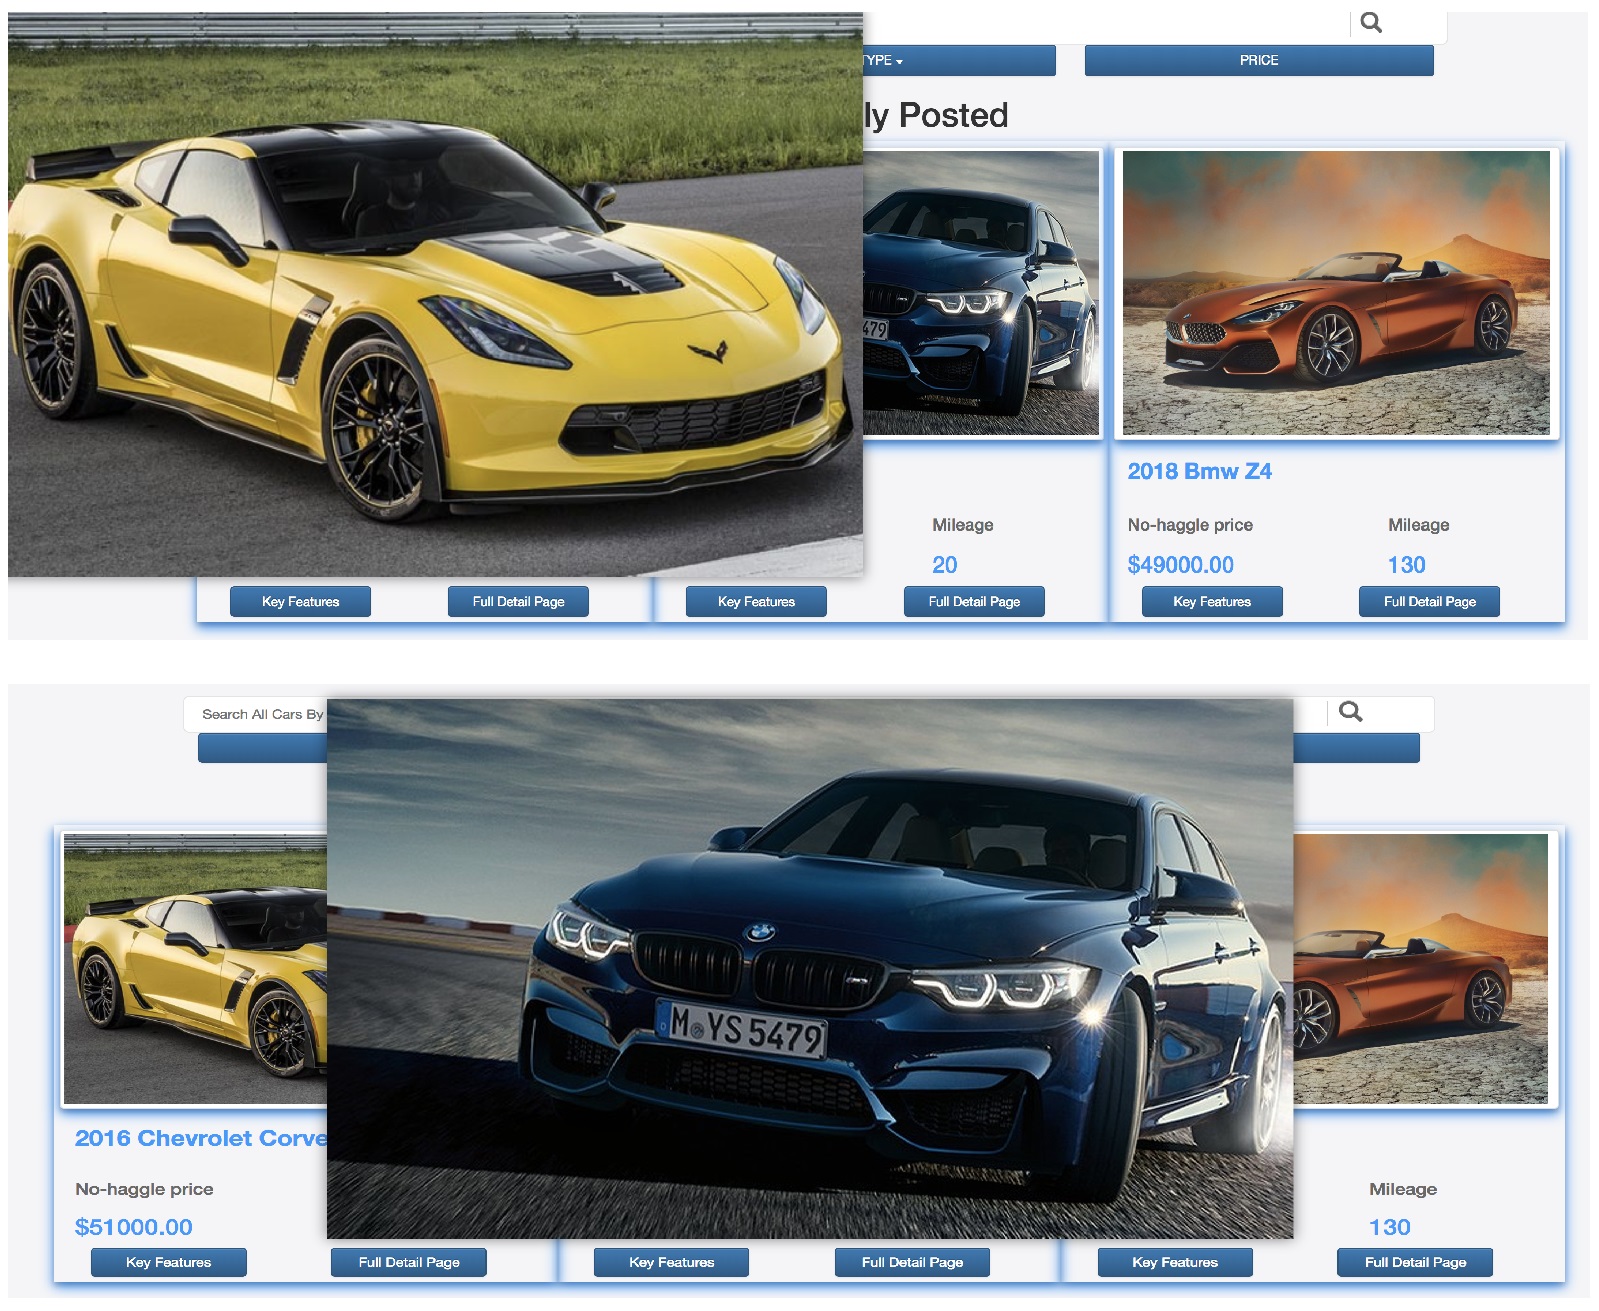 TYPE
PRICE
ly Posted
479
2018 Bmw Z4
Mileage
No-haggle price
Mileage
20
$49000.00
130
Key Features
Full Detail Page
Key Features
Full Detail Page
Key Features
Full Detail Page
Search All Cars By
M YS 5479
2016 Chevrolet Corve
No-haggle price
Mileage
$51000.00
130
Key Features
Full Detail Page
Key Features
Full Detail Page
Key Features
Full Detail Page